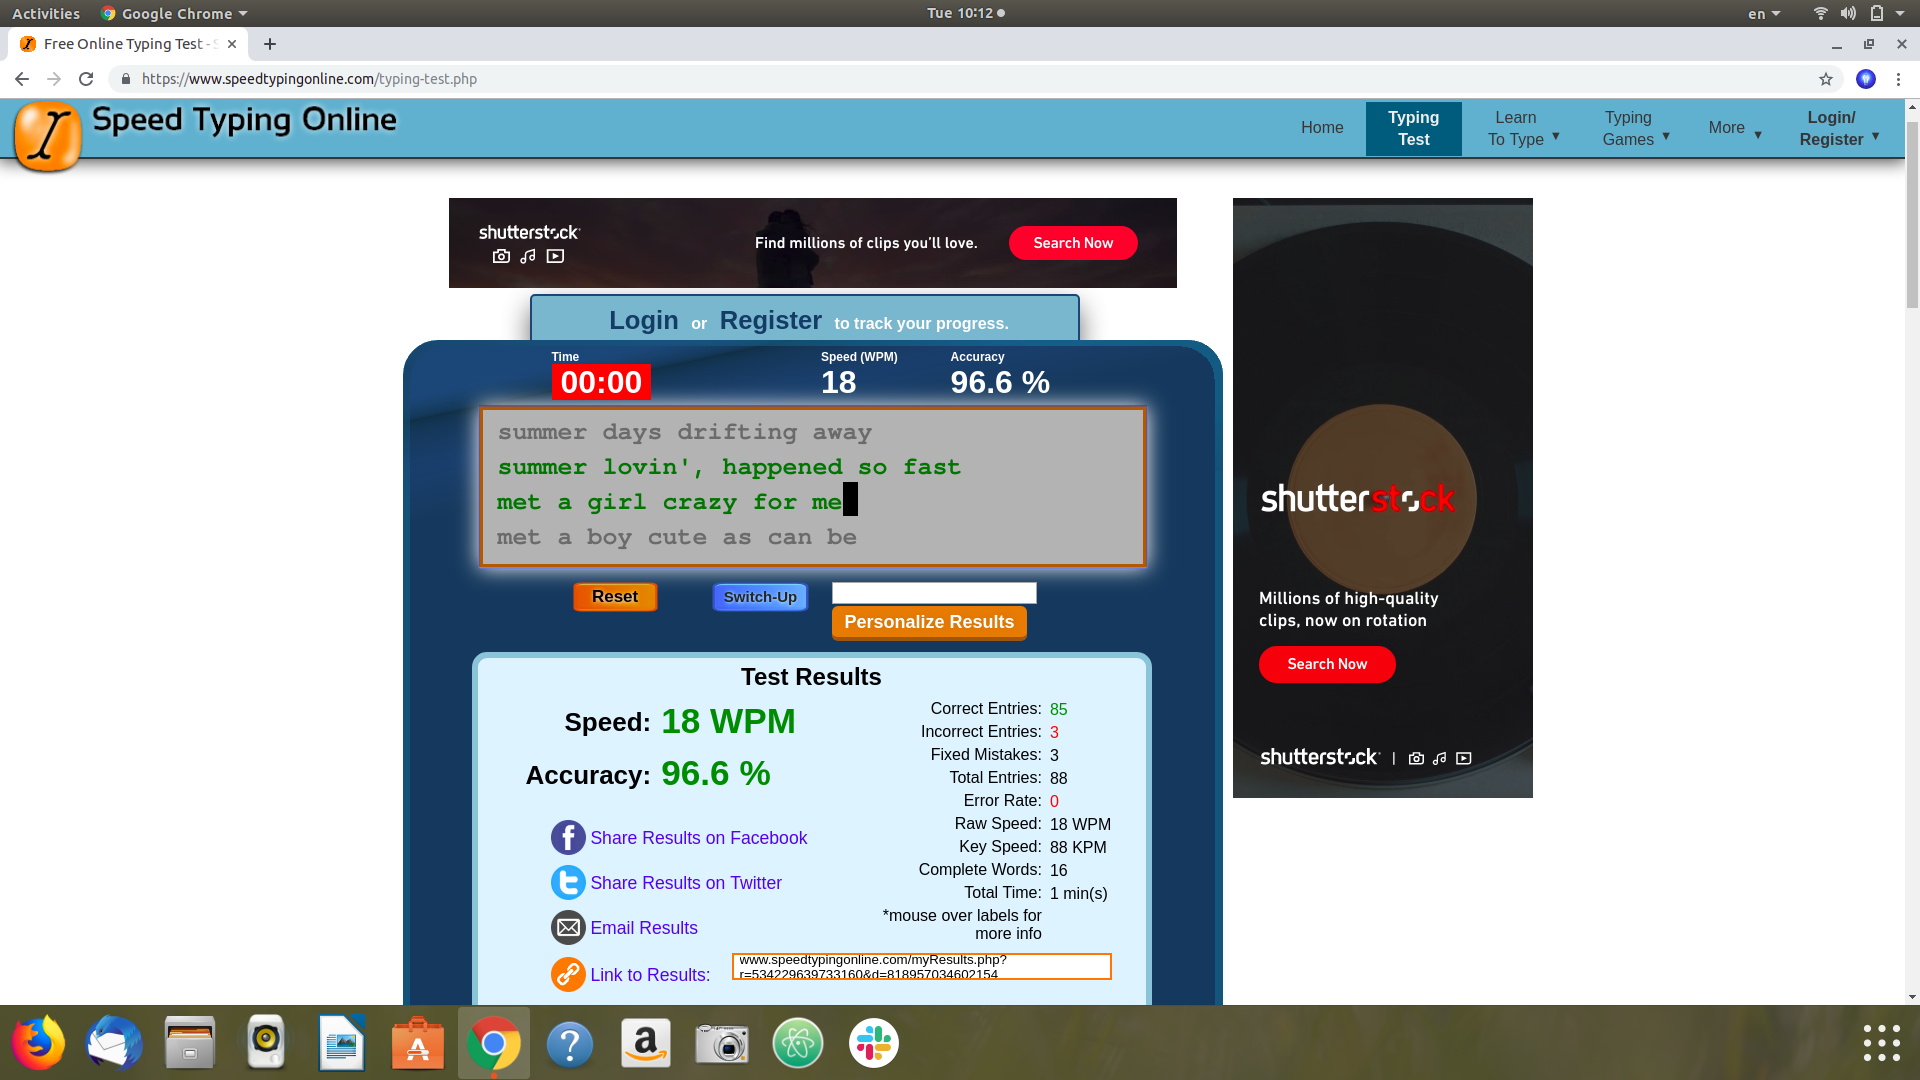 Activities
Google Chrome
Tue 10:12
en
Free Online Typing Test -
https://www.speedtypingonline.com/typing-test.php
Speed Typing Online
Home
Typing Test
Learn To Type
Typing Games
More
Login/ Register
shutterstock
Find millions of clips you'll love.
Search Now
Login or Register to track your progress.
Time
Speed (WPM)
Accuracy
00:00
18
96.6 %
summer days drifting away
summer lovin', happened so fast
met a girl crazy for me
met a boy cute as can be
Reset
Switch-Up
Personalize Results
Test Results
Speed: 18 WPM
Accuracy: 96.6 %
Share Results on Facebook
Share Results on Twitter
Email Results
Link to Results:
www.speedtypingonline.com/myResults.php?
r=534229639733160&d=818957034602154
Correct Entries: 85
Incorrect Entries: 3
Fixed Mistakes: 3
Total Entries: 88
Error Rate: 0
Raw Speed: 18 WPM
Key Speed: 88 KPM
Complete Words: 16
Total Time: 1 min(s)
*mouse over labels for
more info
shutterstock
Millions of high-quality
clips, now on rotation
Search Now
shutterstock |